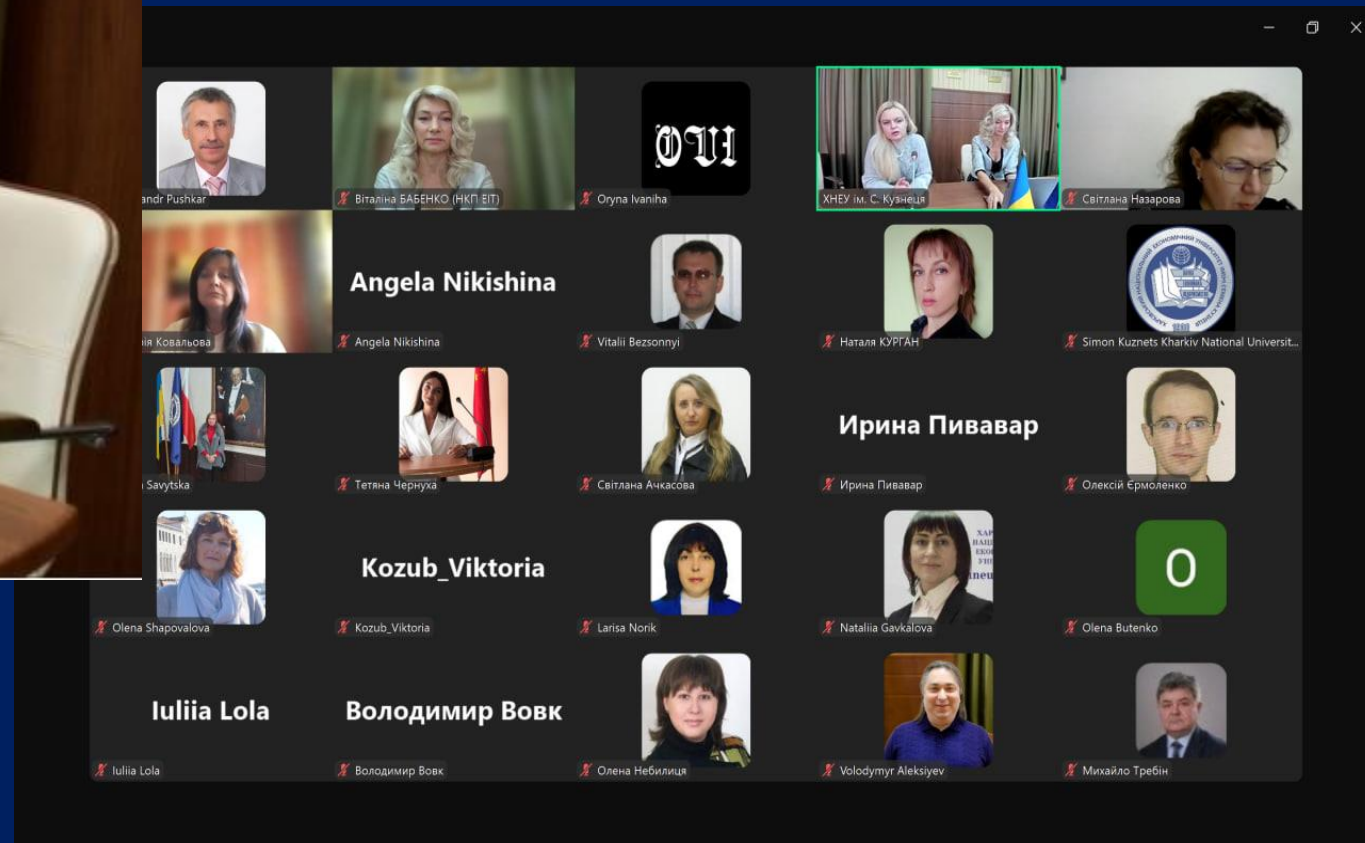 andr Pushkar
Віталіна БАБЕНКО (НКП ЕІТ)
Oryna Ivaniha
ХНЕУ ім. С. Кузнеця
Світлана Назарова
ія Ковальова
Angela Nikishina
Angela Nikishina
Vitalii Bezsonnyi
Наталя КУРГАН
Simon Kuznets Kharkiv National Universit...
Savytska
Тетяна Чернуха
Світлана Ачкасова
Ирина Пивавар
Ирина Пивавар
Олексій Єрмоленко
Olena Shapovalova
Kozub_Viktoria
Kozub_Viktoria
Larisa Norik
Nataliia Gavkalova
O
Olena Butenko
Iuliia Lola
Iuliia Lola
Володимир Вовк
Володимир Вовк
Олена Небилиця
Volodymyr Aleksiyev
Михайло Требін